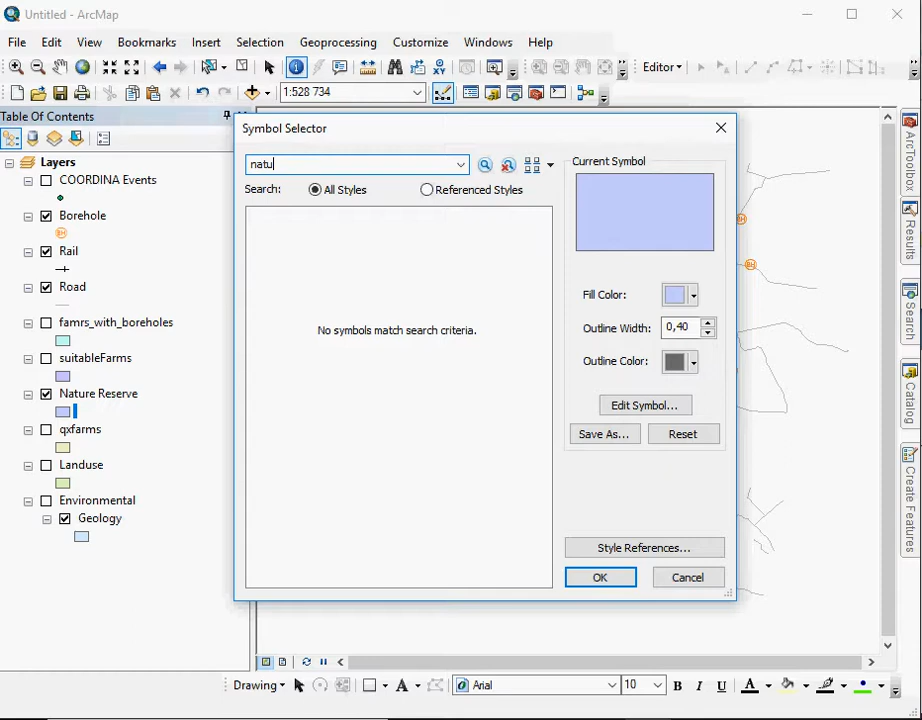 Untitled - ArcMap
File Edit View Bookmarks Insert Selection Geoprocessing Customize Windows Help
Editor
1:528 734
Table Of Contents
Layers
COORDINA Events
Borehole
BH
Rail
Road
famrs_with_boreholes
suitableFarms
Nature Reserve
qxfarms
Landuse
Environmental
Geology
Symbol Selector
natu
Search: All Styles Referenced Styles
No symbols match search criteria.
Current Symbol
Fill Color:
Outline Width: 0,40
Outline Color:
Edit Symbol...
Save As... Reset
Style References...
OK Cancel
BH
BH
ArcToolbox
Results
Search
Catalog
Create Features
Drawing A Arial 10 B I U A